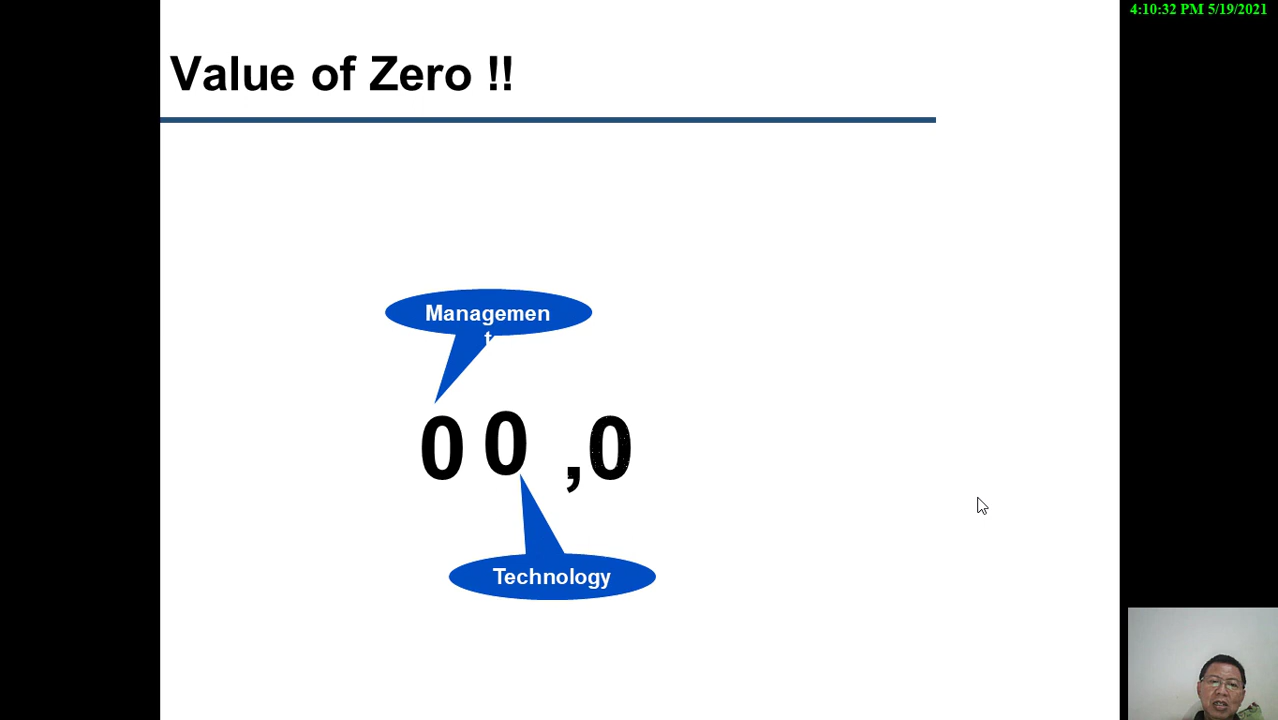 4:10:32 PM 5/19/2021
Value of Zero !!
Managemen
t
0 0 ,0
Technology